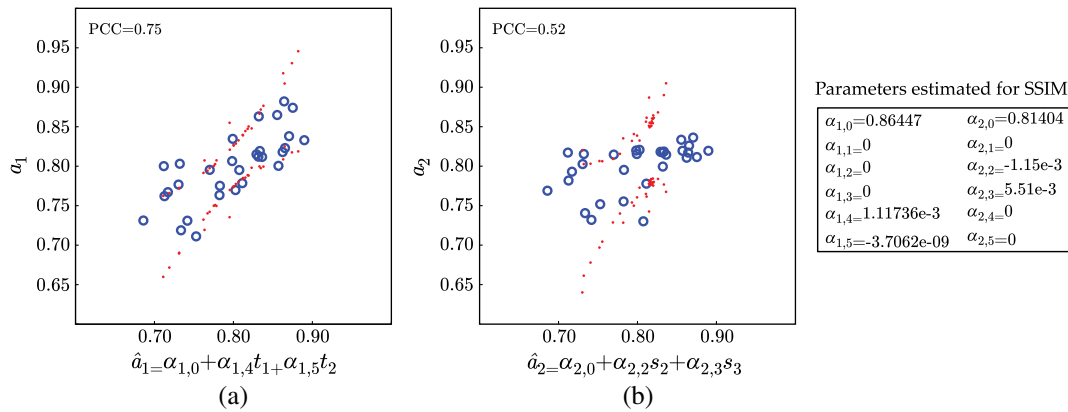 PCC=0.75
a1
0.95
0.90
0.85
0.80
0.75
0.70
0.65
0.70 0.80 0.90
â1=α1,0+α1,4t1+α1,5t2
(a)
PCC=0.52
a2
0.95
0.90
0.85
0.80
0.75
0.70
0.65
0.70 0.80 0.90
â2=α2,0+α2,2s2+α2,3s3
(b)
Parameters estimated for SSIM
α1,0=0.86447 α2,0=0.81404
α1,1=0 α2,1=0
α1,2=0 α2,2=-1.15e-3
α1,3=0 α2,3=5.51e-3
α1,4=1.11736e-3 α2,4=0
α1,5=-3.7062e-09 α2,5=0